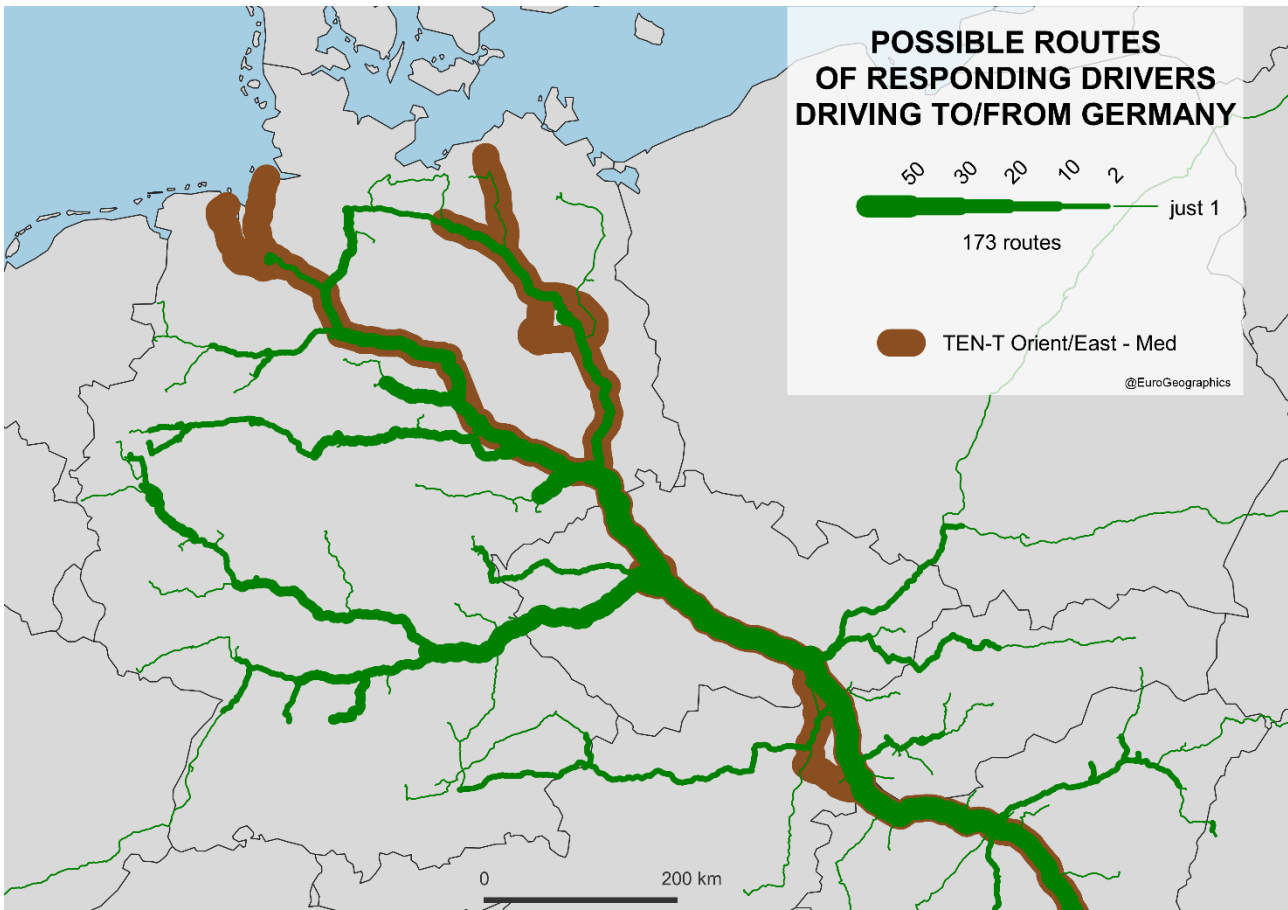 POSSIBLE ROUTES
OF RESPONDING DRIVERS
DRIVING TO/FROM GERMANY
50 30 20 10 2
just 1
173 routes
TEN-T Orient/East - Med
@EuroGeographics
0 200 km